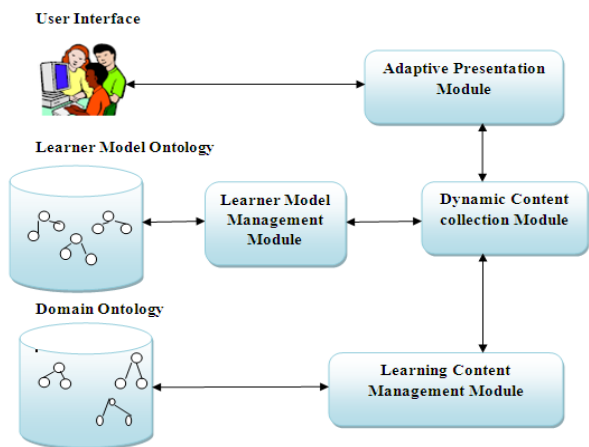 User Interface
Adaptive Presentation
Module
Learner Model Ontology
Learner Model
Management
Module
Dynamic Content
collection Module
Domain Ontology
Learning Content
Management Module